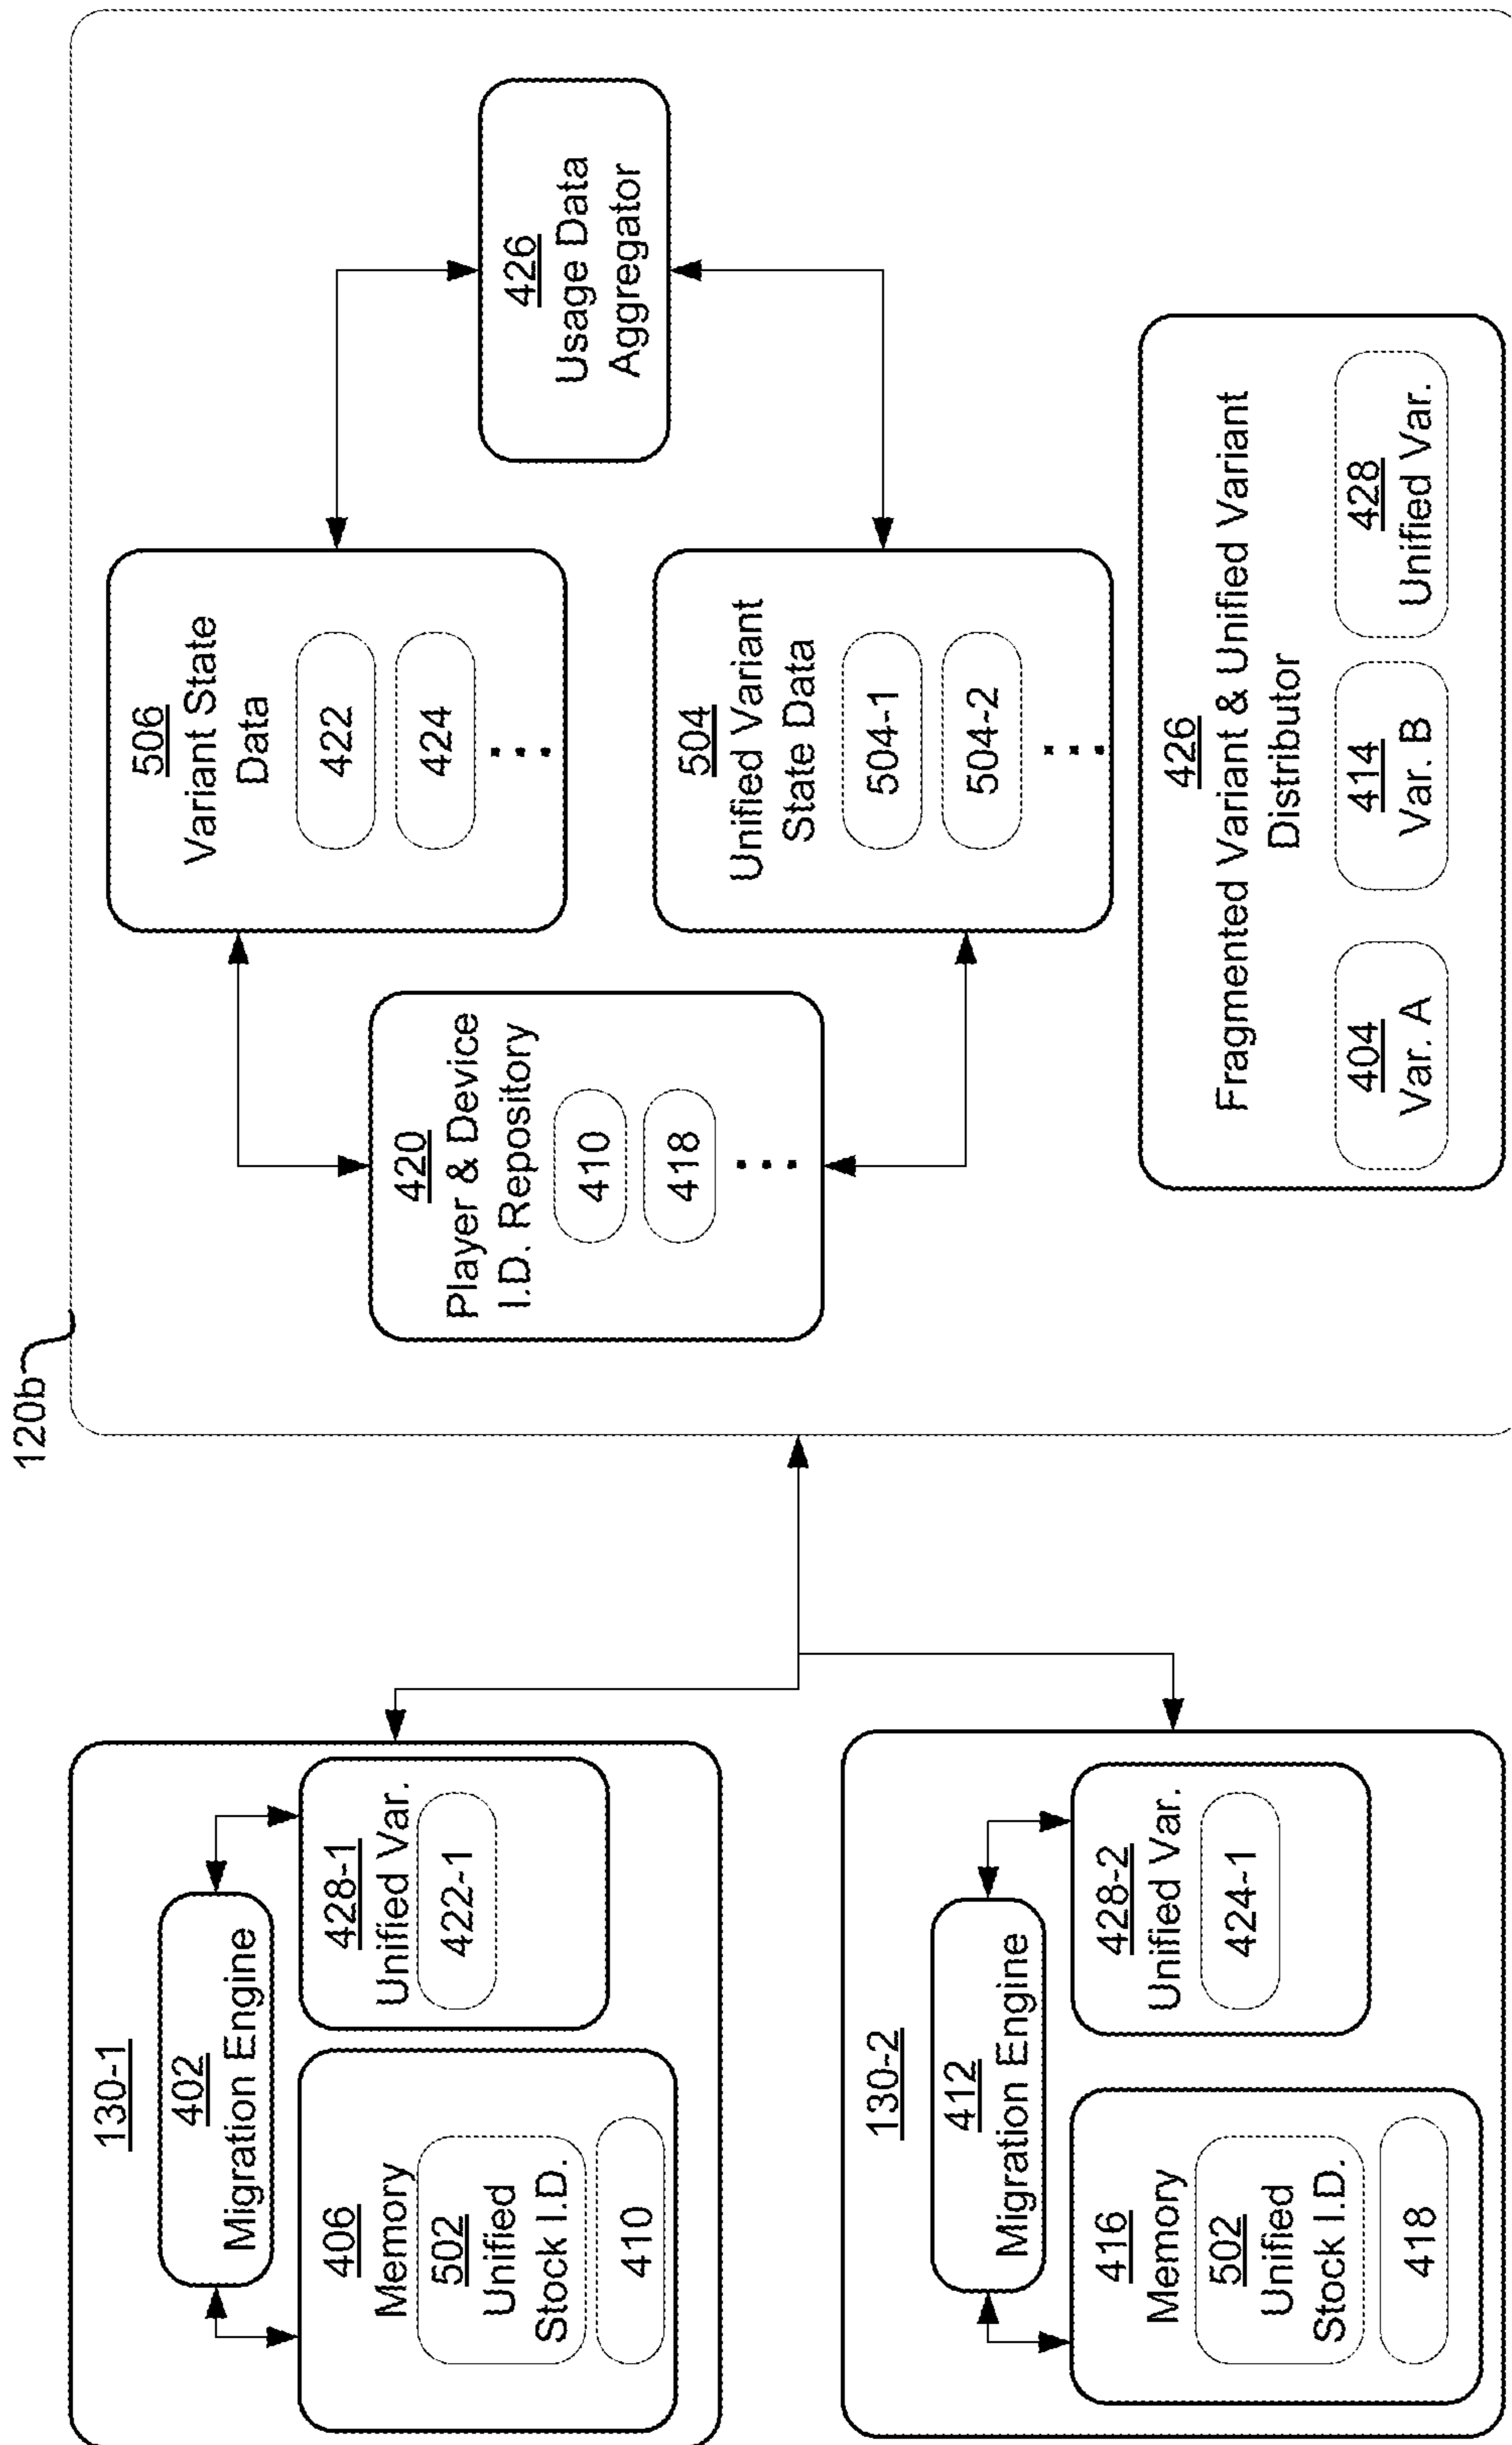 120b
130-1
402
Migration Engine
406
Memory
502
Unified
Stock I.D.
410
428-1
Unified Var.
422-1
130-2
412
Migration Engine
416
Memory
502
Unified
Stock I.D.
418
428-2
Unified Var.
424-1
420
Player & Device
I.D. Repository
410
418
...
506
Variant State
Data
422
424
...
504
Unified Variant
State Data
504-1
504-2
...
426
Usage Data
Aggregator
426
Fragmented Variant & Unified Variant
Distributor
404
Var. A
414
Var. B
428
Unified Var.